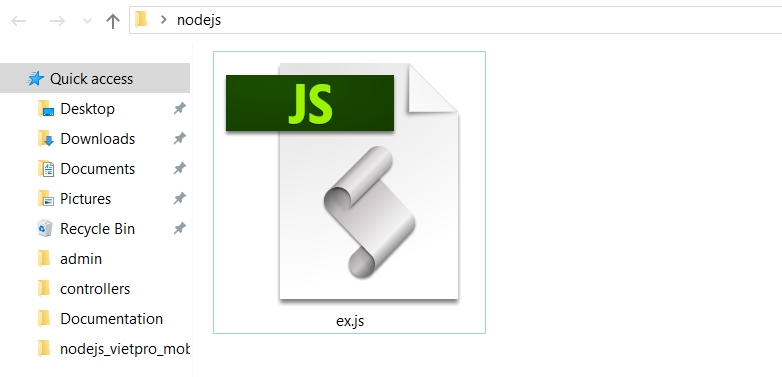 nodejs
Quick access
Desktop
Downloads
Documents
Pictures
Recycle Bin
admin
controllers
Documentation
nodejs_vietpro_mob
JS
ex.js